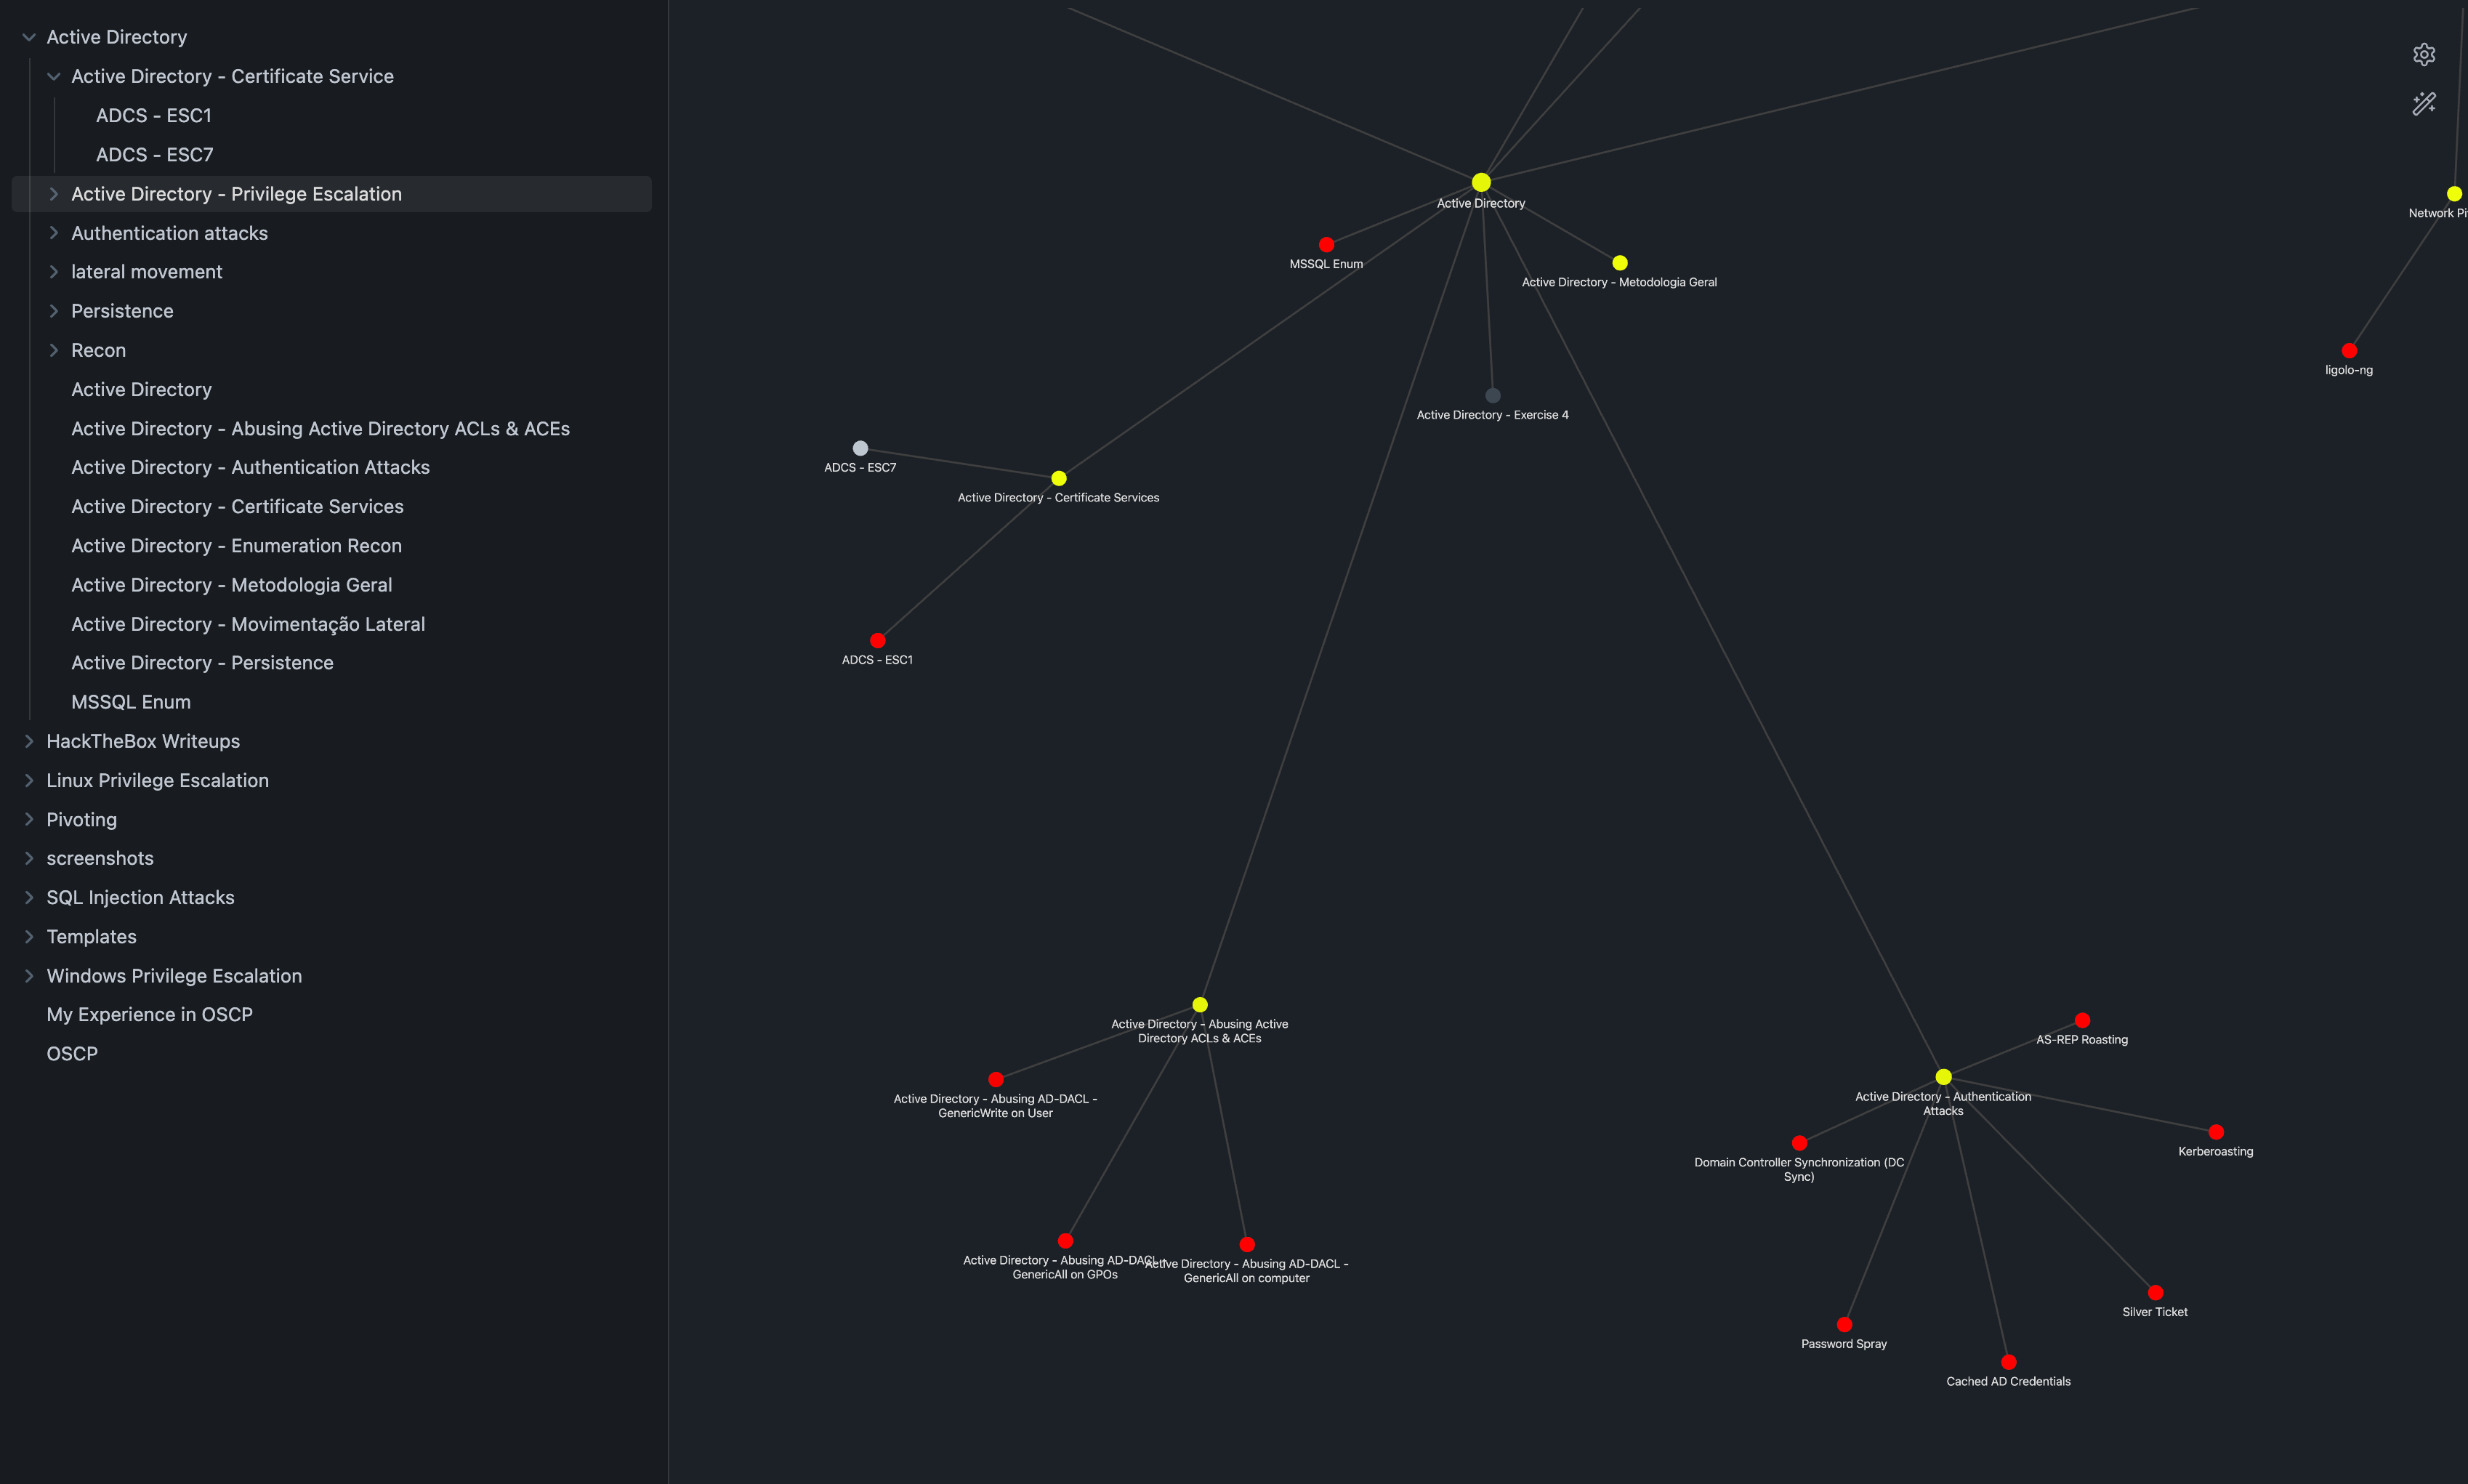 Active Directory
Active Directory - Certificate Service
ADCS - ESC1
ADCS - ESC7
Active Directory - Privilege Escalation
Authentication attacks
lateral movement
Persistence
Recon
Active Directory
Active Directory - Abusing Active Directory ACLs & ACEs
Active Directory - Authentication Attacks
Active Directory - Certificate Services
Active Directory - Enumeration Recon
Active Directory - Metodologia Geral
Active Directory - Movimentação Lateral
Active Directory - Persistence
MSSQL Enum
HackTheBox Writeups
Linux Privilege Escalation
Pivoting
screenshots
SQL Injection Attacks
Templates
Windows Privilege Escalation
My Experience in OSCP
OSCP
Active Directory
Network Pi
MSSQL Enum
Active Directory - Metodologia Geral
ligolo-ng
Active Directory - Exercise 4
ADCS - ESC7
Active Directory - Certificate Services
ADCS - ESC1
Active Directory - Abusing Active
Directory ACLs & ACEs
Active Directory - Abusing AD-DACL -
GenericWrite on User
Active Directory - Abusing AD-DACL -
GenericAll on GPOs
Active Directory - Abusing AD-DACL -
GenericAll on computer
AS-REP Roasting
Active Directory - Authentication
Attacks
Kerberoasting
Domain Controller Synchronization (DC
Sync)
Silver Ticket
Password Spray
Cached AD Credentials